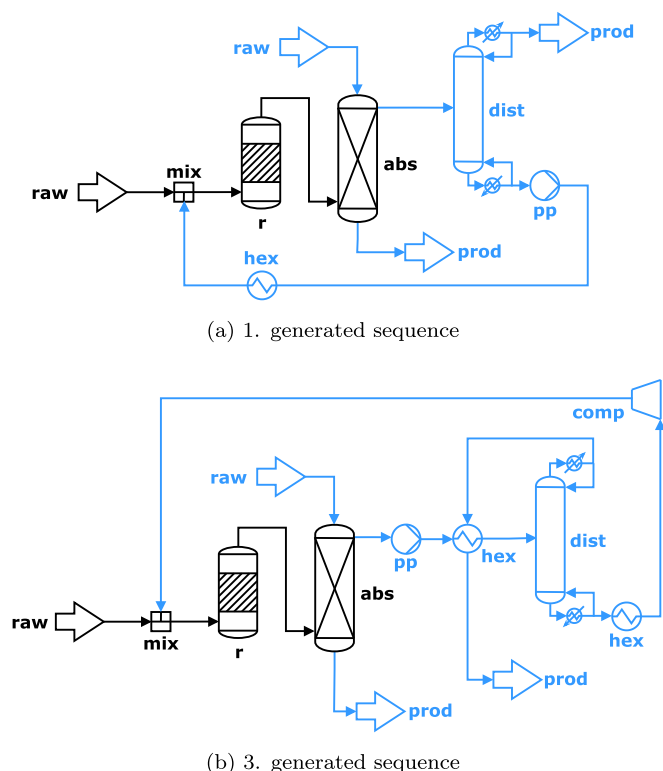 raw
prod
dist
mix
abs
raw
r
pp
hex
prod
(a) 1. generated sequence
comp
raw
dist
pp
hex
abs
raw
mix
r
hex
prod
prod
(b) 3. generated sequence